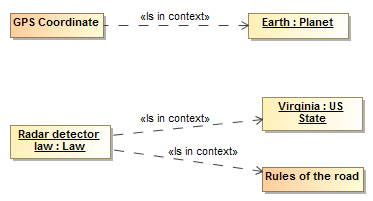 GPS Coordinate
«Is in context»
Earth : Planet
«Is in context»
Virginia : US
State
Radar detector
law : Law
«Is in context»
Rules of the road